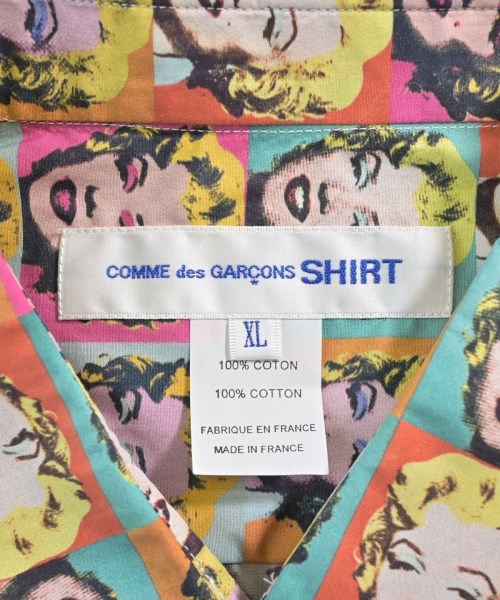 COMME des GARÇONS SHIRT
XL
100% COTON
100% COTTON
FABRIQUE EN FRANCE
MADE IN FRANCE